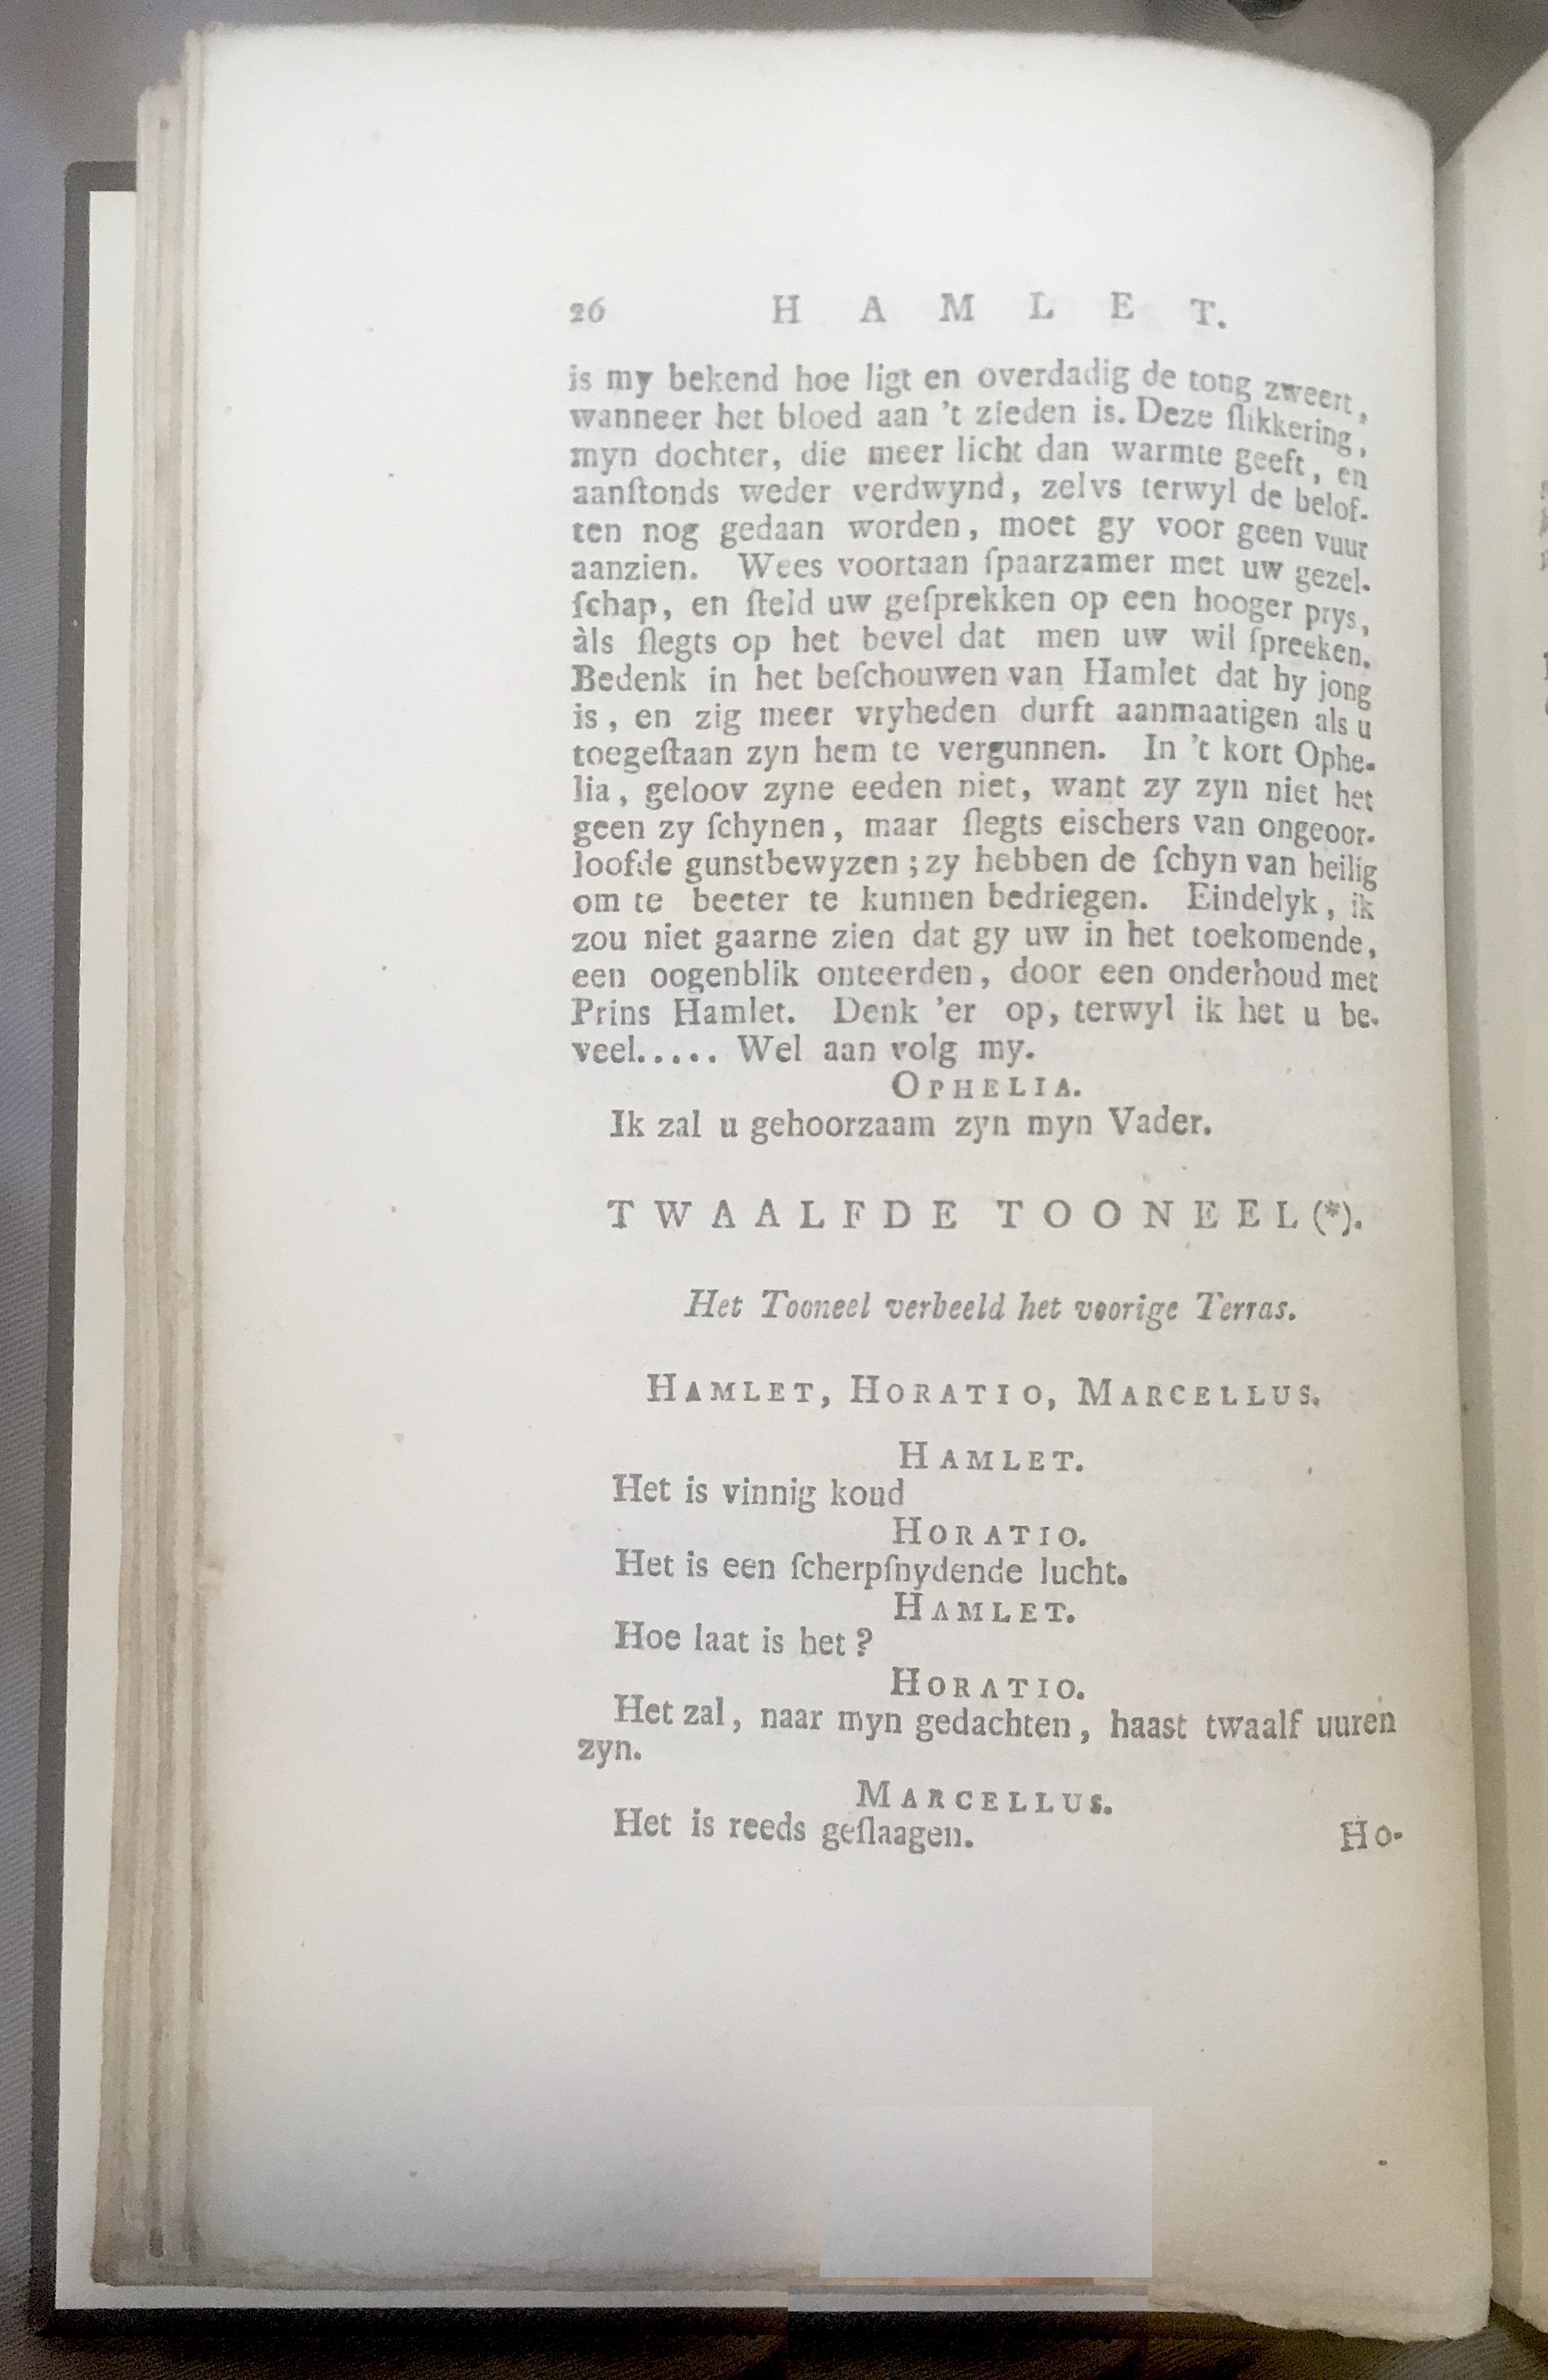 26 H A M L E T.
is my bekend hoe ligt en overdadig de tong zweert,
wanneer het bloed aan 't zieden is. Deze flikkering,
myn dochter, die meer licht dan warmte geeft, en
aanſtonds weder verdwynd, zelvs terwyl de belof-
ten nog gedaan worden, moet gy voor geen vuur
aanzien. Wees voortaan ſpaarzamer met uw gezel-
ſchap, en ſteld uw geſprekken op een hooger prys,
àls ſlegts op het bevel dat men uw wil ſpreeken.
Bedenk in het beſchouwen van Hamlet dat hy jong
is, en zig meer vryheden durft aanmaatigen als u
toegeſtaan zyn hem te vergunnen. In 't kort Ophe-
lia, geloov zyne eeden niet, want zy zyn niet het
geen zy ſchynen, maar ſlegts eischers van ongeoor-
loofde gunstbewyzen; zy hebben de ſchyn van heilig
om te beeter te kunnen bedriegen. Eindelyk, ik
zou niet gaarne zien dat gy uw in het toekomende,
een oogenblik onteerden, door een onderhoud met
Prins Hamlet. Denk 'er op, terwyl ik het u be-
veel..... Wel aan volg my.
OPHELIA.
Ik zal u gehoorzaam zyn myn Vader.
TWAALFDE TOONEEL (*).
Het Tooneel verbeeld het voorige Terras.
HAMLET, HORATIO, MARCELLUS.
HAMLET.
Het is vinnig koud
HORATIO.
Het is een ſcherpſnydende lucht.
HAMLET.
Hoe laat is het?
HORATIO.
Het zal, naar myn gedachten, haast twaalf uuren
zyn.
MARCELLUS.
Het is reeds geſlaagen.
HO-